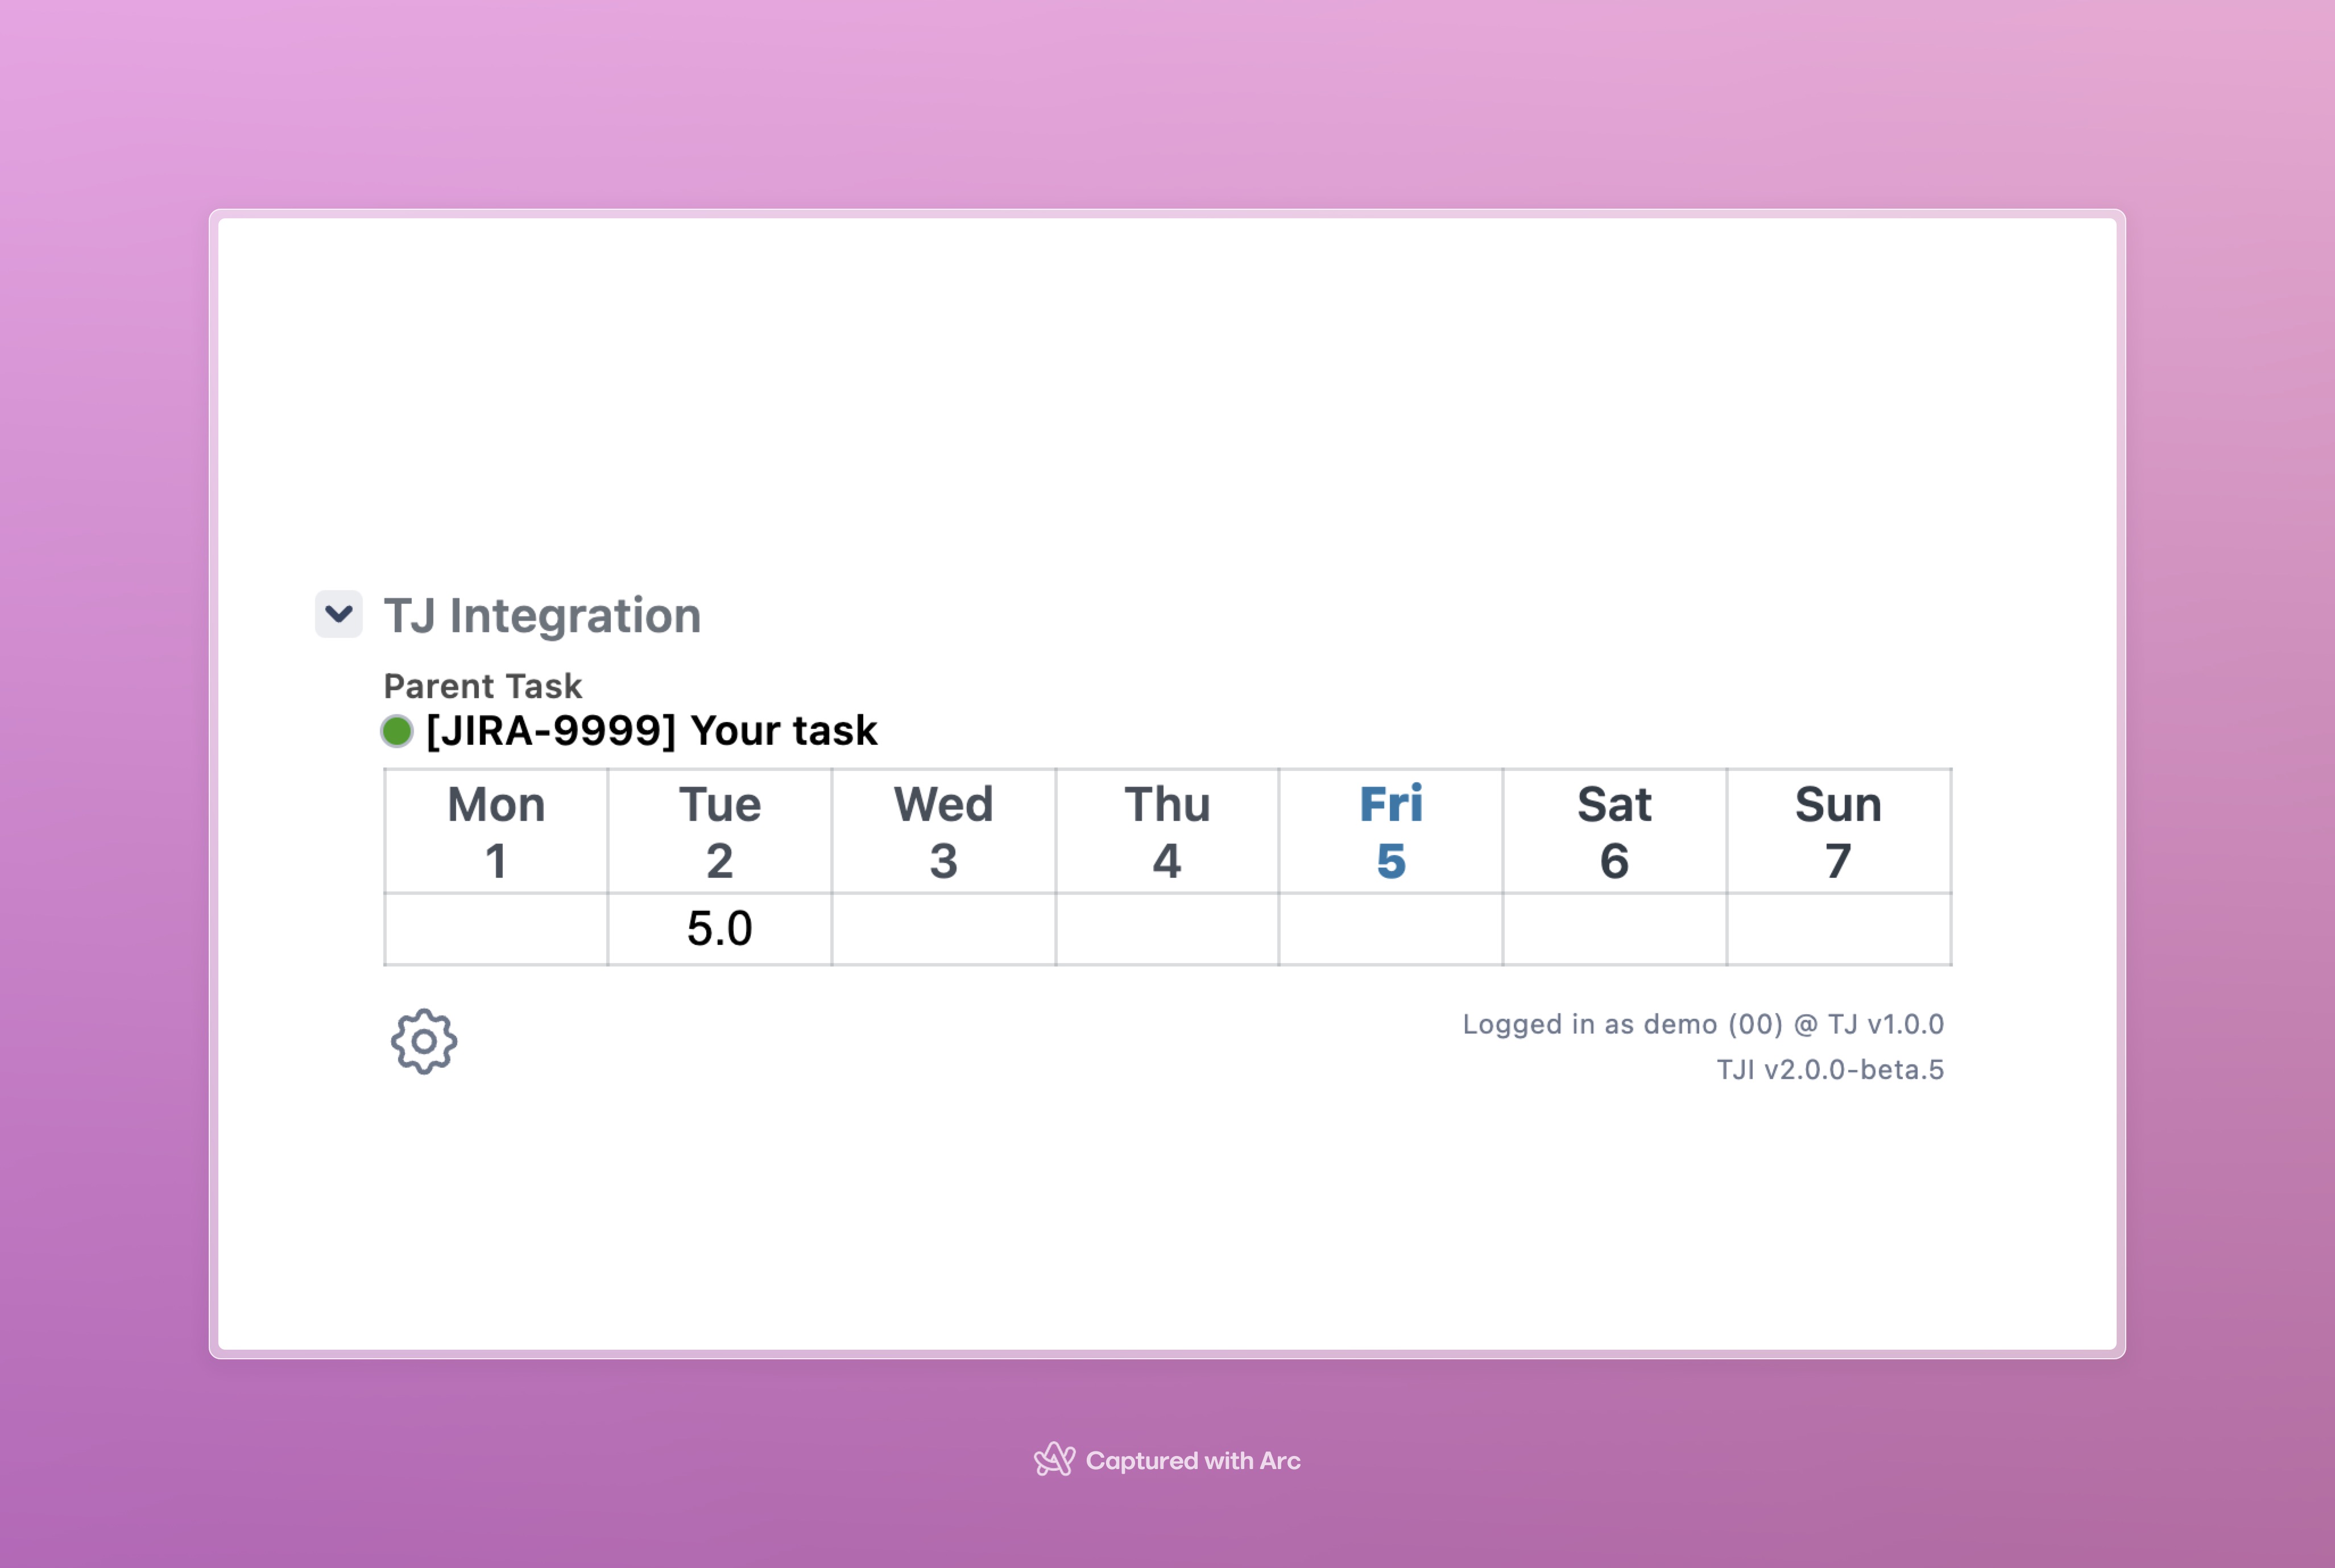 TJ Integration
Parent Task
[JIRA-9999] Your task
Mon Tue Wed Thu Fri Sat Sun
1 2 3 4 5 6 7
5.0
Logged in as demo (00) @ TJ v1.0.0
TJI v2.0.0-beta.5
Captured with Arc